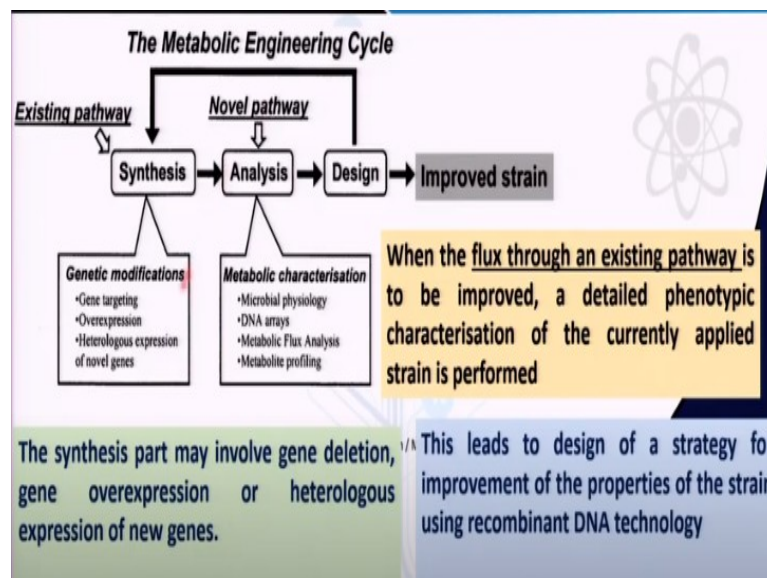 The Metabolic Engineering Cycle
Existing pathway
Novel pathway
Synthesis
Analysis
Design
Improved strain
Genetic modifications
•Gene targeting
•Overexpression
•Heterologous expression
of novel genes
Metabolic characterisation
•Microbial physiology
•DNA arrays
•Metabolic Flux Analysis
•Metabolite profiling
When the flux through an existing pathway is
to be improved, a detailed phenotypic
characterisation of the currently applied
strain is performed
The synthesis part may involve gene deletion,
gene overexpression or heterologous
expression of new genes.
This leads to design of a strategy fo
improvement of the properties of the strain
using recombinant DNA technology